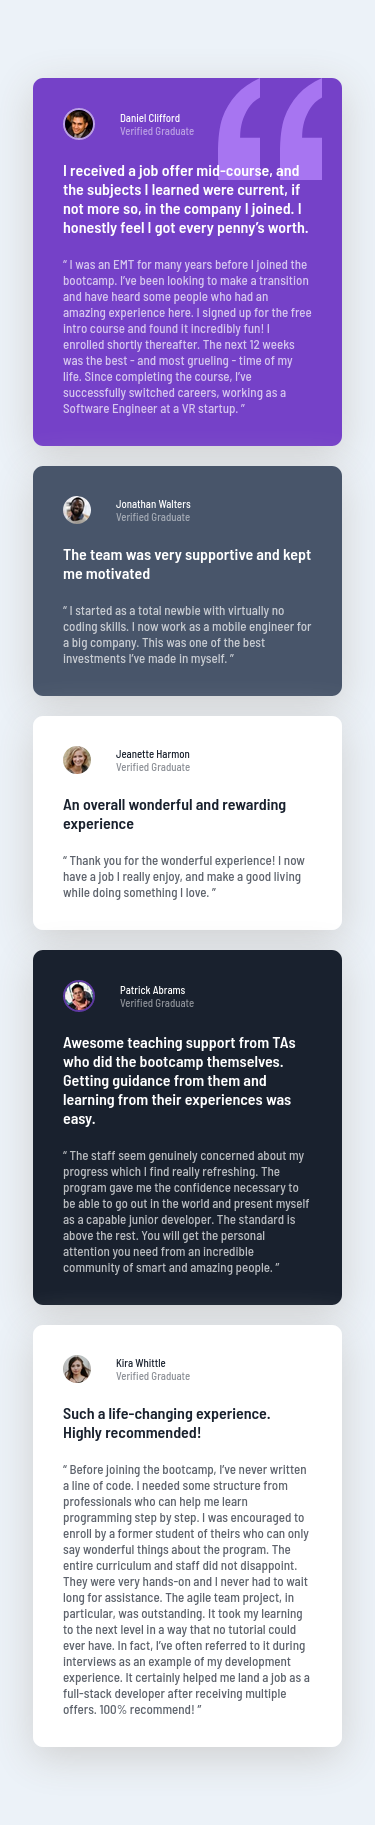 Daniel Clifford
Verified Graduate
I received a job offer mid-course, and
the subjects I learned were current, if
not more so, in the company I joined. I
honestly feel I got every penny’s worth.
“ I was an EMT for many years before I joined the
bootcamp. I’ve been looking to make a transition
and have heard some people who had an
amazing experience here. I signed up for the free
intro course and found it incredibly fun! I
enrolled shortly thereafter. The next 12 weeks
was the best - and most grueling - time of my
life. Since completing the course, I’ve
successfully switched careers, working as a
Software Engineer at a VR startup. ”
Jonathan Walters
Verified Graduate
The team was very supportive and kept
me motivated
“ I started as a total newbie with virtually no
coding skills. I now work as a mobile engineer for
a big company. This was one of the best
investments I’ve made in myself. ”
Jeanette Harmon
Verified Graduate
An overall wonderful and rewarding
experience
“ Thank you for the wonderful experience! I now
have a job I really enjoy, and make a good living
while doing something I love. ”
Patrick Abrams
Verified Graduate
Awesome teaching support from TAs
who did the bootcamp themselves.
Getting guidance from them and
learning from their experiences was
easy.
“ The staff seem genuinely concerned about my
progress which I find really refreshing. The
program gave me the confidence necessary to
be able to go out in the world and present myself
as a capable junior developer. The standard is
above the rest. You will get the personal
attention you need from an incredible
community of smart and amazing people. ”
Kira Whittle
Verified Graduate
Such a life-changing experience.
Highly recommended!
“ Before joining the bootcamp, I’ve never written
a line of code. I needed some structure from
professionals who can help me learn
programming step by step. I was encouraged to
enroll by a former student of theirs who can only
say wonderful things about the program. The
entire curriculum and staff did not disappoint.
They were very hands-on and I never had to wait
long for assistance. The agile team project, in
particular, was outstanding. It took my learning
to the next level in a way that no tutorial could
ever have. In fact, I’ve often referred to it during
interviews as an example of my development
experience. It certainly helped me land a job as a
full-stack developer after receiving multiple
offers. 100% recommend! ”